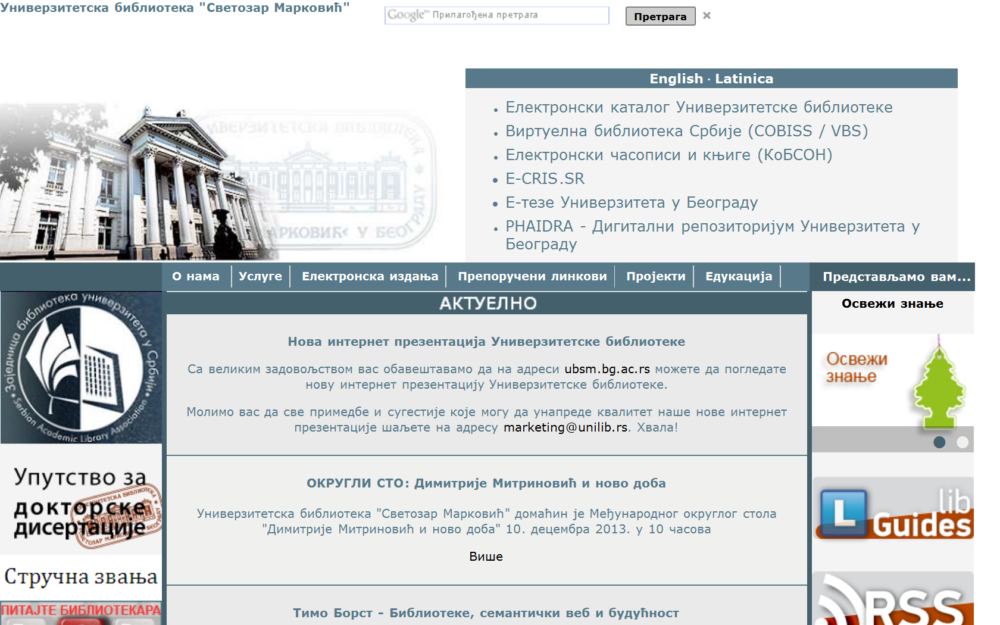 Универзитетска библиотека "Светозар Марковић"
Google™ Прилагођена претрага
Претрага
English · Latinica
Електронски каталог Универзитетске библиотеке
Виртуелна библиотека Србије (COBISS / VBS)
Електронски часописи и књиге (КоБСОН)
E-CRIS.SR
Е-тезе Универзитета у Београду
PHAIDRA - Дигитални репозиторијум Универзитета у
Београду
О нама
Услуге
Електронска издања
Препоручени линкови
Пројекти
Едукација
Представљамо вам...
Заједница библиотека универзитета у Србији
Serbian Academic Library Association
Упутство за
докторске
дисертације
Стручна звања
ПИТАЈТЕ БИБЛИОТЕКАРА
АКТУЕЛНО
Нова интернет презентација Универзитетске библиотеке
Са великим задовољством вас обавештавамо да на адреси ubsm.bg.ac.rs можете да погледате
нову интернет презентацију Универзитетске библиотеке.
Молимо вас да све примедбе и сугестије које могу да унапреде квалитет наше нове интернет
презентације шаљете на адресу marketing@unilib.rs. Хвала!
ОКРУГЛИ СТО: Димитрије Митриновић и ново доба
Универзитетска библиотека "Светозар Марковић" домаћин је Међународног округлог стола
"Димитрије Митриновић и ново доба" 10. децембра 2013. у 10 часова
Више
Тимо Борст - Библиотеке, семантички веб и будућност
Освежи знање
Освежи
знање
L
lib
Guides
RSS